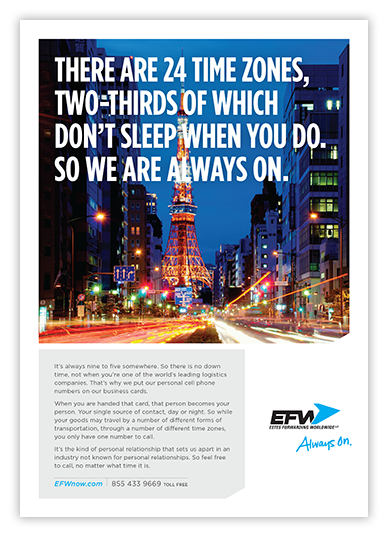 THERE ARE 24 TIME ZONES,
TWO-THIRDS OF WHICH
DON'T SLEEP WHEN YOU DO.
SO WE ARE ALWAYS ON.
It's always nine to five somewhere. So there is no down
time, not when you're one of the world's leading logistics
companies. That's why we put our personal cell phone
numbers on our business cards.
When you are handed that card, that person becomes your
person. Your single source of contact, day or night. So while
your goods may travel by a number of different forms of
transportation, through a number of different time zones,
you only have one number to call.
It's the kind of personal relationship that sets us apart in an
industry not known for personal relationships. So feel free
to call, no matter what time it is.
EFWnow.com | 855 433 9669 TOLL FREE
EFW
ESTES FORWARDING WORLDWIDE
Always On.